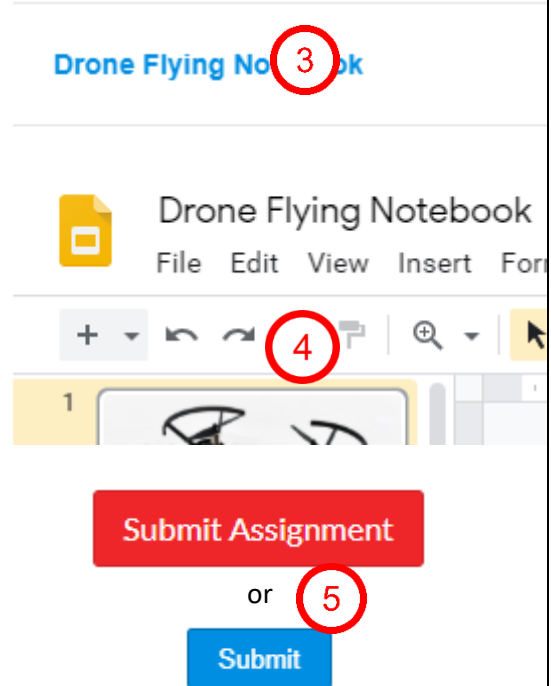 Drone Flying No
ok
3
Drone Flying Notebook
File Edit View Insert For
4
1
Submit Assignment
or
5
Submit